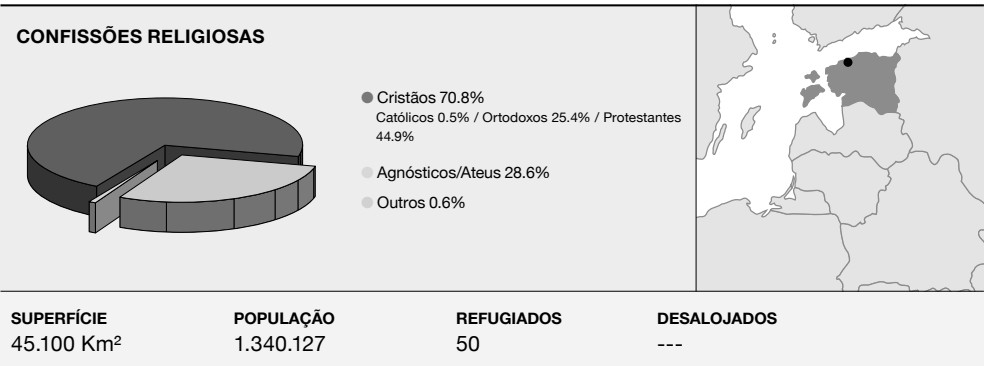 CONFISSÕES RELIGIOSAS
Cristãos 70.8%
Católicos 0.5% / Ortodoxos 25.4% / Protestantes
44.9%
Agnósticos/Ateus 28.6%
Outros 0.6%
SUPERFÍCIE
45.100 Km²
POPULAÇÃO
1.340.127
REFUGIADOS
50
DESALOJADOS
---